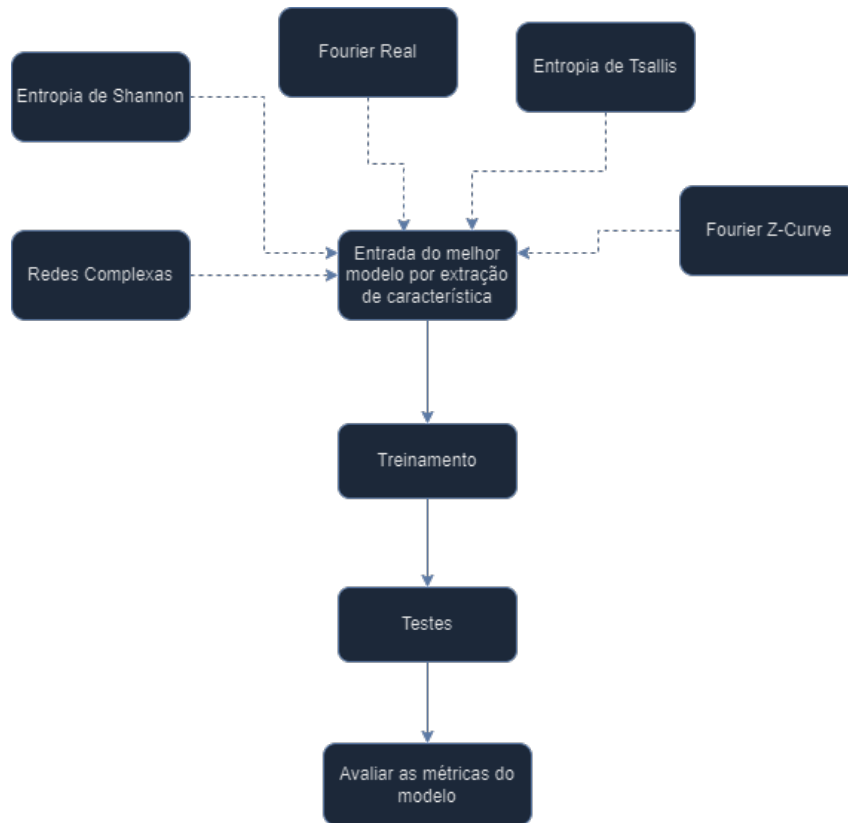 Fourier Real
Entropia de Tsallis
Entropia de Shannon
Fourier Z-Curve
Redes Complexas
Entrada do melhor
modelo por extração
de característica
Treinamento
Testes
Avaliar as métricas do
modelo